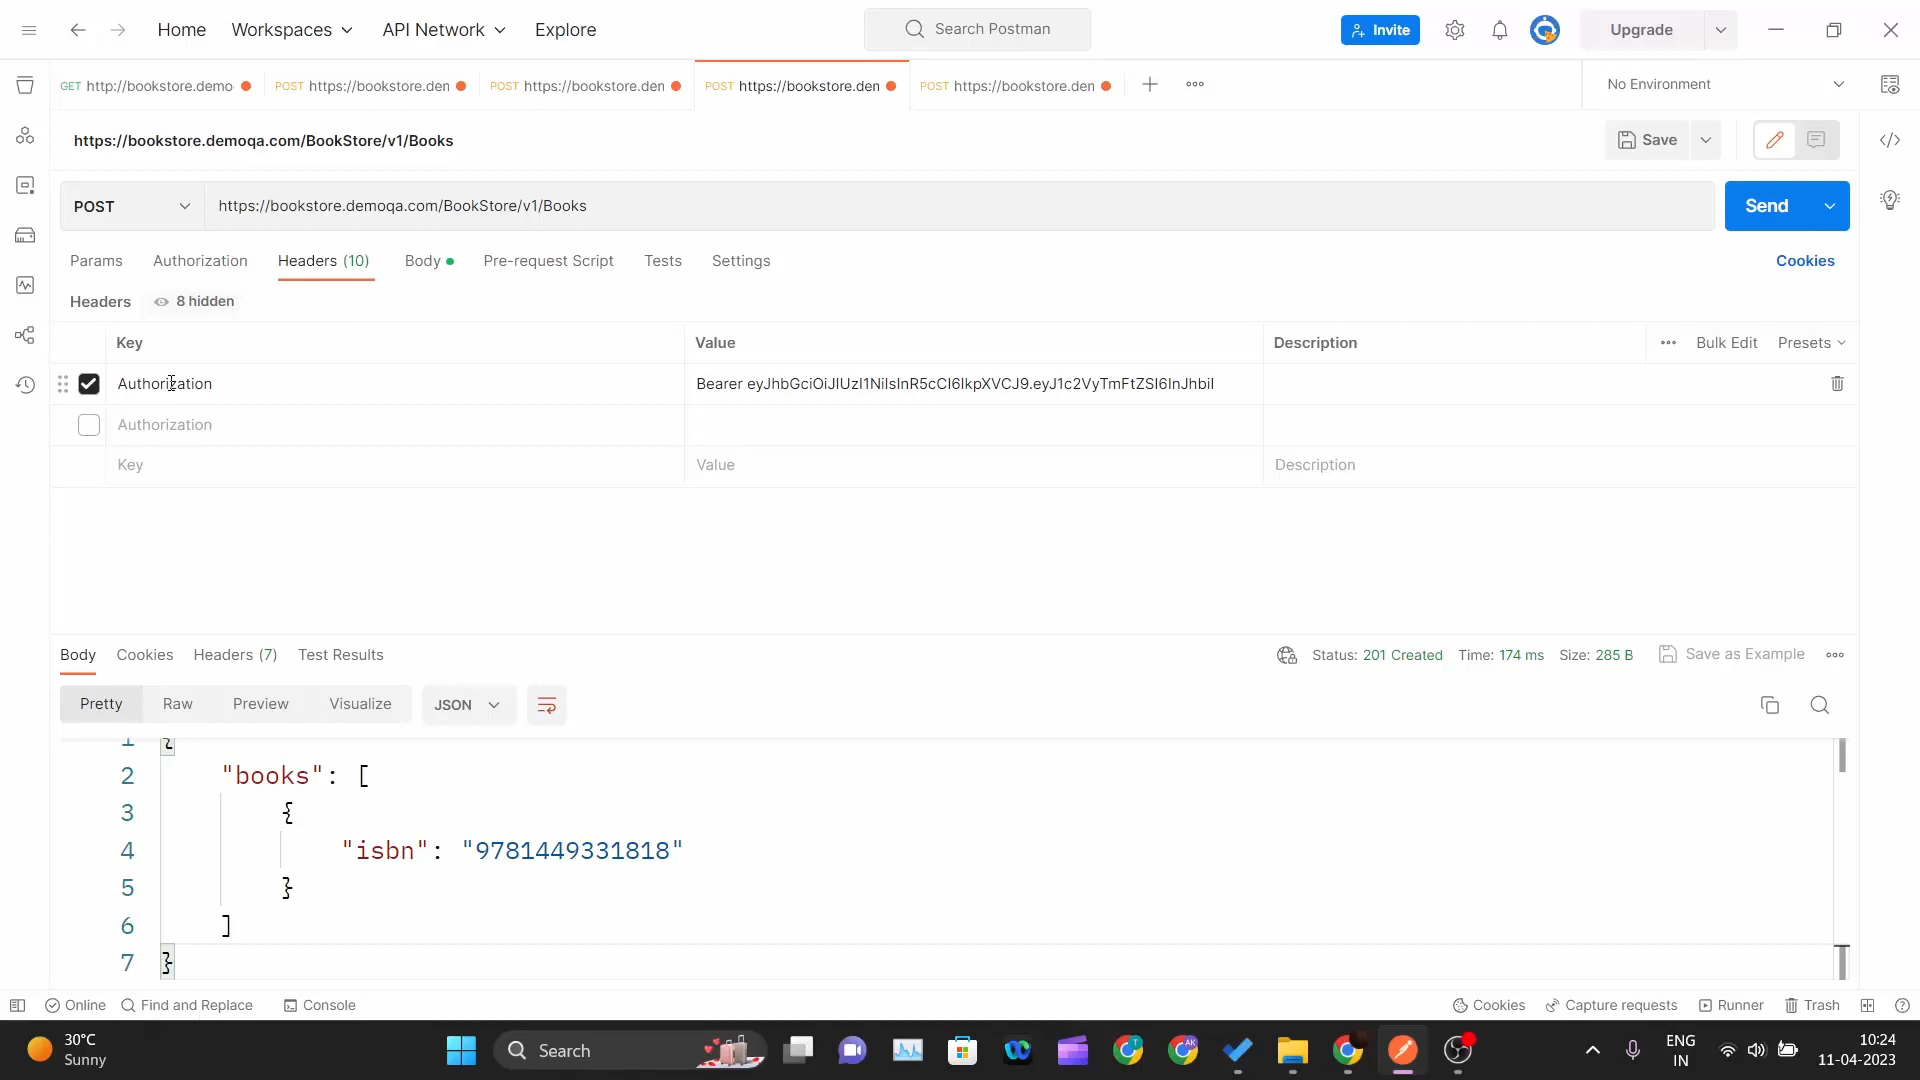 Home Workspaces API Network Explore Search Postman Invite Upgrade
GET http://bookstore.demo POST https://bookstore.den POST https://bookstore.den POST https://bookstore.den POST https://bookstore.den No Environment
https://bookstore.demoqa.com/BookStore/v1/Books Save
POST https://bookstore.demoqa.com/BookStore/v1/Books Send
Params Authorization Headers (10) Body Pre-request Script Tests Settings Cookies
Headers 8 hidden
Key Value Description Bulk Edit Presets
Authorization Bearer eyJhbGciOiJIUzI1NiIsInR5cCI6IkpXVCJ9.eyJ1c2VyTmFtZSI6InJhbiI
Authorization
Key Value Description
Body Cookies Headers (7) Test Results Status: 201 Created Time: 174 ms Size: 285 B Save as Example
Pretty Raw Preview Visualize JSON
1 {
2 "books": [
3 {
4 "isbn": "9781449331818"
5 }
6 ]
7 }
Online Find and Replace Console Cookies Capture requests Runner Trash
30°C
Sunny
Search
ENG
IN
10:24
11-04-2023